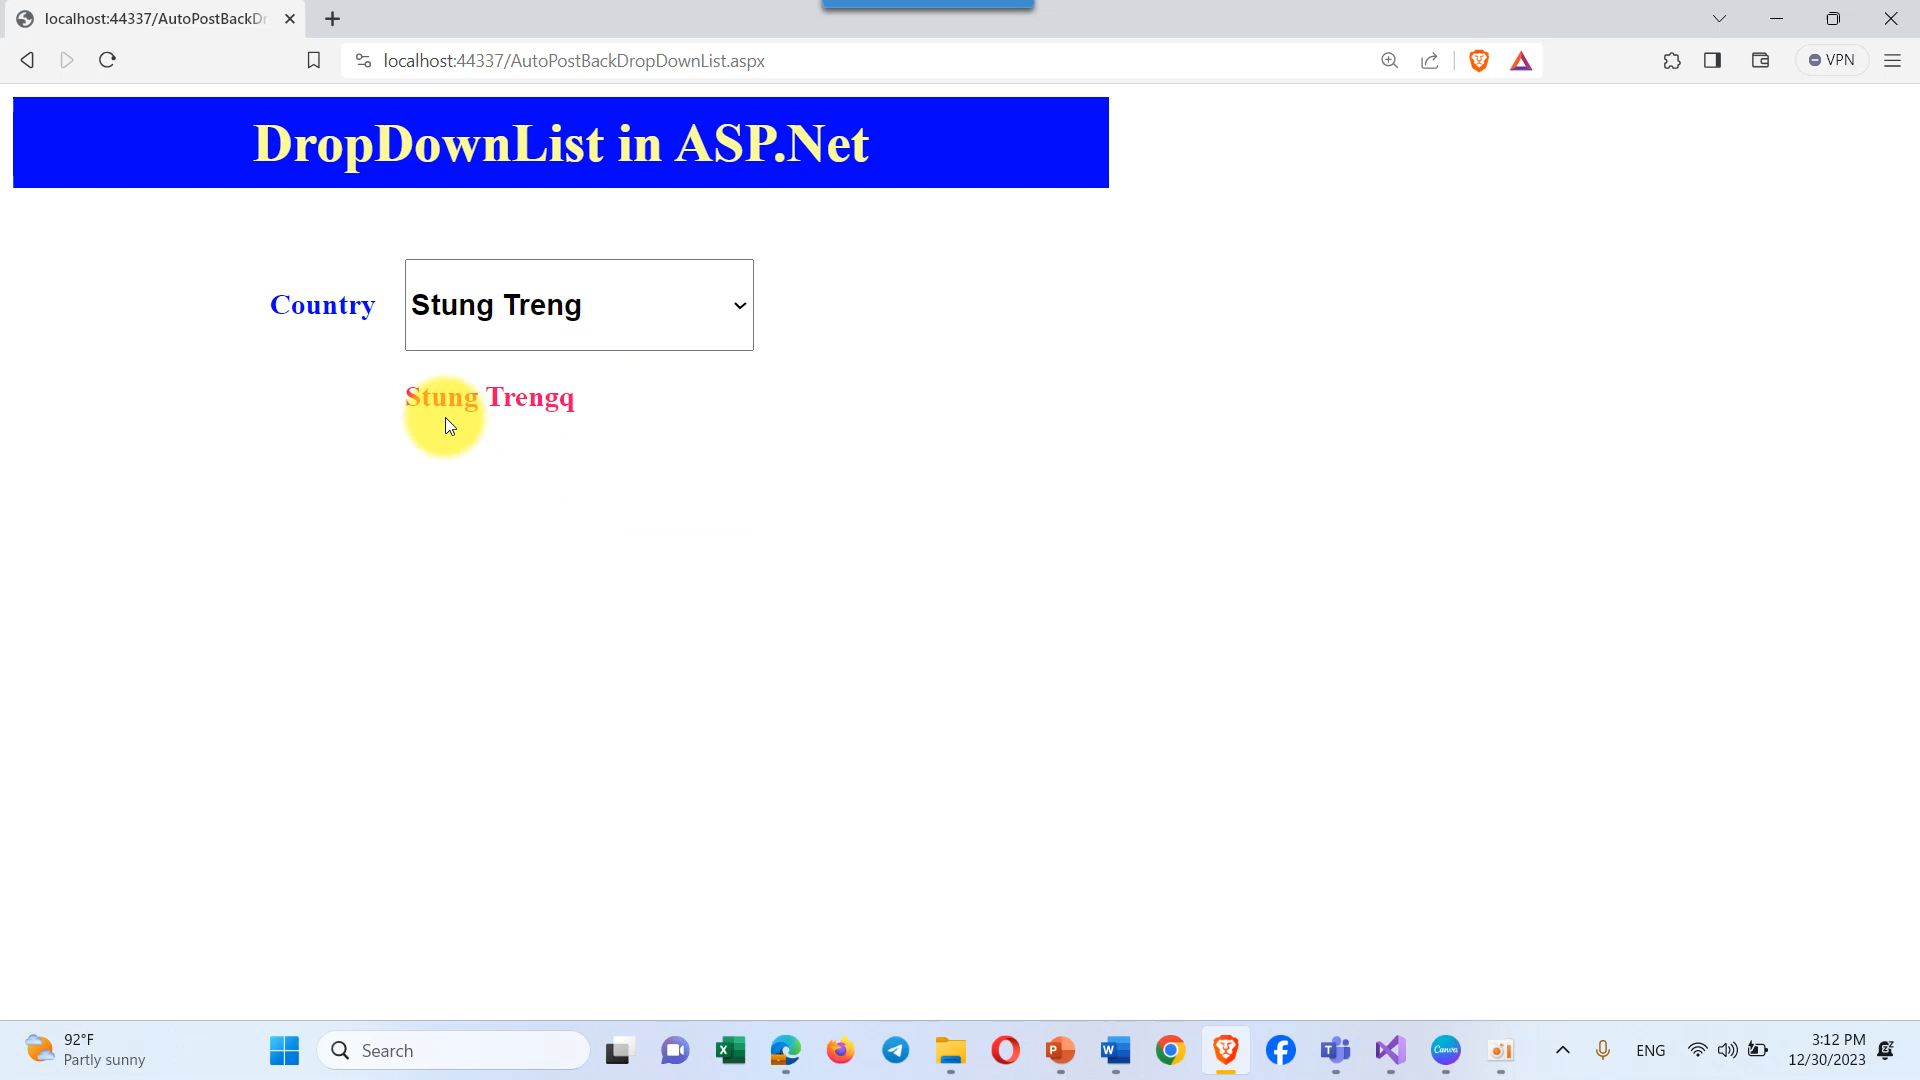 localhost:44337/AutoPostBackDr
localhost:44337/AutoPostBackDropDownList.aspx
VPN
DropDownList in ASP.Net
Country
Stung Treng
Stung Trengq
92°F
Partly sunny
Search
Canva
ENG
3:12 PM
12/30/2023